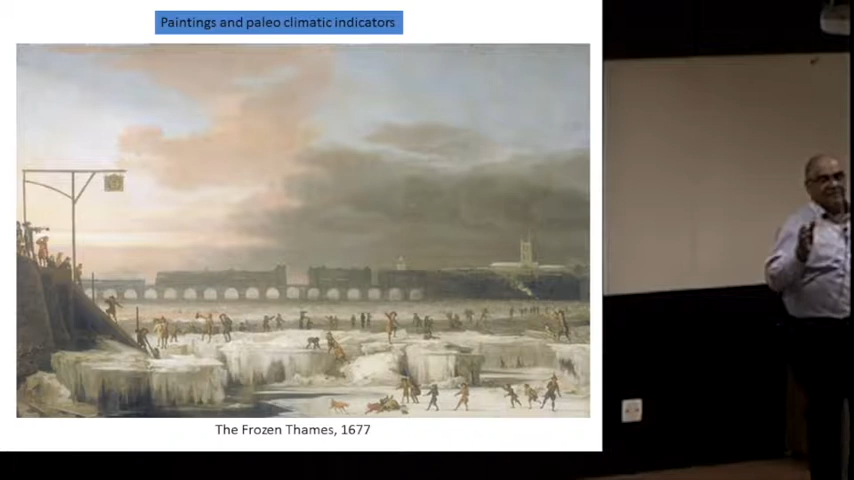 Paintings and paleo climatic indicators
The Frozen Thames, 1677